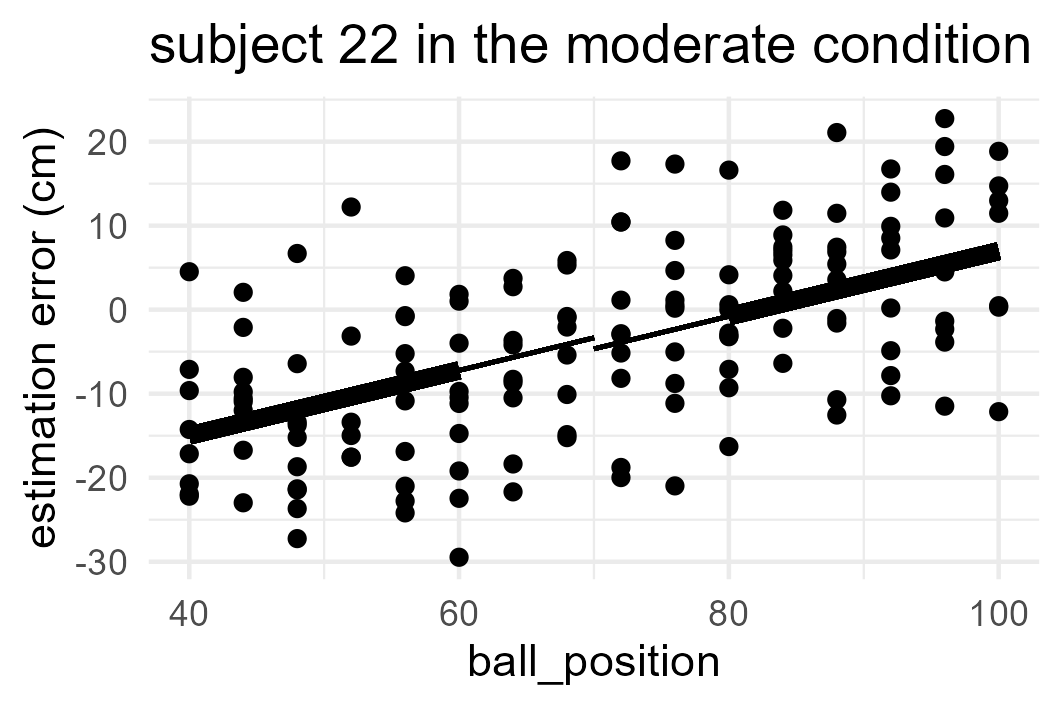 subject 22 in the moderate condition
estimation error (cm)
20
10
0
-10
-20
-30
40 60 80 100
ball_position